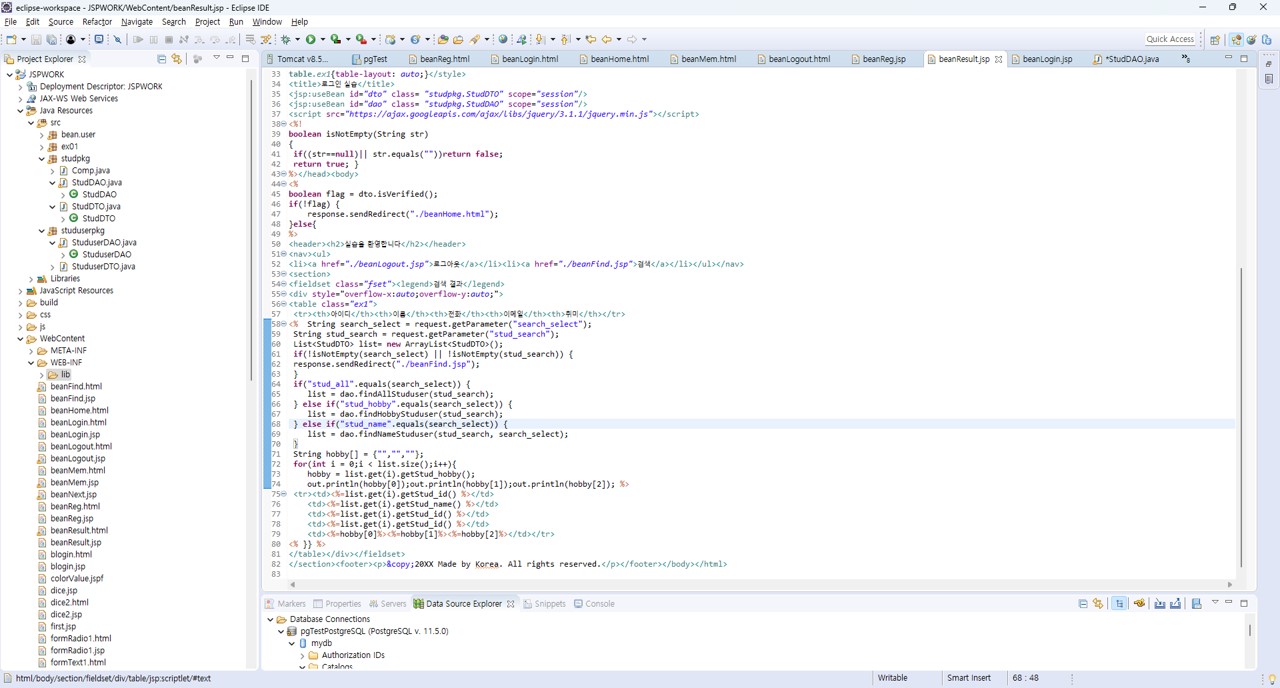 eclipse-workspace - JSPWORK/WebContent/beanResult.jsp - Eclipse IDE
File Edit Source Refactor Navigate Search Project Run Window Help
Quick Access
Project Explorer
Tomcat v8.5... pgTest beanReg.html beanLogin.html beanHome.html beanMem.html beanLogout.html beanReg.jsp beanResult.jsp beanLogin.jsp *StudDAO.java
JSPWORK
Deployment Descriptor: JSPWORK
JAX-WS Web Services
Java Resources
src
bean.user
ex01
studpkg
Comp.java
StudDAO.java
StudDAO
StudDTO.java
StudDTO
studuserpkg
StuduserDAO.java
StuduserDAO
StuduserDTO.java
Libraries
JavaScript Resources
build
css
js
WebContent
META-INF
WEB-INF
lib
beanFind.html
beanFind.jsp
beanHome.html
beanLogin.html
beanLogin.jsp
beanLogout.html
beanLogout.jsp
beanMem.html
beanMem.jsp
beanNext.jsp
beanReg.html
beanReg.jsp
beanResult.html
beanResult.jsp
blogin.html
blogin.jsp
colorValue.jspf
dice.jsp
dice2.html
dice2.jsp
first.jsp
formRadio1.html
formRadio1.jsp
formText1.html
33 table.ex1{table-layout: auto;}</style>
34 <title>로그인 실습</title>
35 <jsp:useBean id="dto" class= "studpkg.StudDTO" scope="session"/>
36 <jsp:useBean id="dao" class= "studpkg.StudDAO" scope="session"/>
37 <script src="https://ajax.googleapis.com/ajax/libs/jquery/3.1.1/jquery.min.js"></script>
38 <%!
39 boolean isNotEmpty(String str)
40 {
41 if((str==null)|| str.equals(""))return false;
42 return true; }
43 %></head><body>
44 <%
45 boolean flag = dto.isVerified();
46 if(!flag) {
47 response.sendRedirect("./beanHome.html");
48 }else{
49 %>
50 <header><h2>실습을 환영합니다</h2></header>
51 <nav><ul>
52 <li><a href="./beanLogout.jsp">로그아웃</a></li><li><a href="./beanFind.jsp">검색</a></li></ul></nav>
53 <section>
54 <fieldset class="fset"><legend>검색 결과</legend>
55 <div style="overflow-x:auto;overflow-y:auto;">
56 <table class="ex1">
57 <tr><th>아이디</th><th>이름</th><th>전화</th><th>이메일</th><th>취미</th></tr>
58 <% String search_select = request.getParameter("search_select");
59 String stud_search = request.getParameter("stud_search");
60 List<StudDTO> list= new ArrayList<StudDTO>();
61 if(!isNotEmpty(search_select) || !isNotEmpty(stud_search)) {
62 response.sendRedirect("./beanFind.jsp");
63 }
64 if("stud_all".equals(search_select)) {
65 list = dao.findAllStuduser(stud_search);
66 } else if("stud_hobby".equals(search_select)) {
67 list = dao.findHobbyStuduser(stud_search);
68 } else if("stud_name".equals(search_select)) {
69 list = dao.findNameStuduser(stud_search, search_select);
70 }
71 String hobby[] = {"","",""};
72 for(int i = 0;i < list.size();i++){
73 hobby = list.get(i).getStud_hobby();
74 out.println(hobby[0]);out.println(hobby[1]);out.println(hobby[2]); %>
75 <tr><td><%=list.get(i).getStud_id() %></td>
76 <td><%=list.get(i).getStud_name() %></td>
77 <td><%=list.get(i).getStud_id() %></td>
78 <td><%=list.get(i).getStud_id() %></td>
79 <td><%=hobby[0]%><%=hobby[1]%><%=hobby[2]%></td></tr>
80 <% }} %>
81 </table></div></fieldset>
82 </section><footer><p>&copy;20XX Made by Korea. All rights reserved.</p></footer></body></html>
83
Markers Properties Servers Data Source Explorer Snippets Console
Database Connections
pgTestPostgreSQL (PostgreSQL v. 11.5.0)
mydb
Authorization IDs
Catalogs
html/body/section/fieldset/div/table/jsp:scriptlet/#text Writable Smart Insert 68 : 48